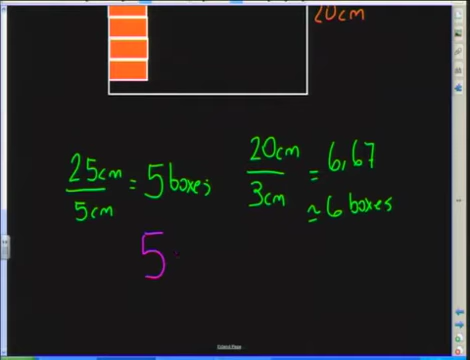 20cm
25cm / 5cm = 5 boxes
20cm / 3cm = 6,67
≈ 6 boxes
5